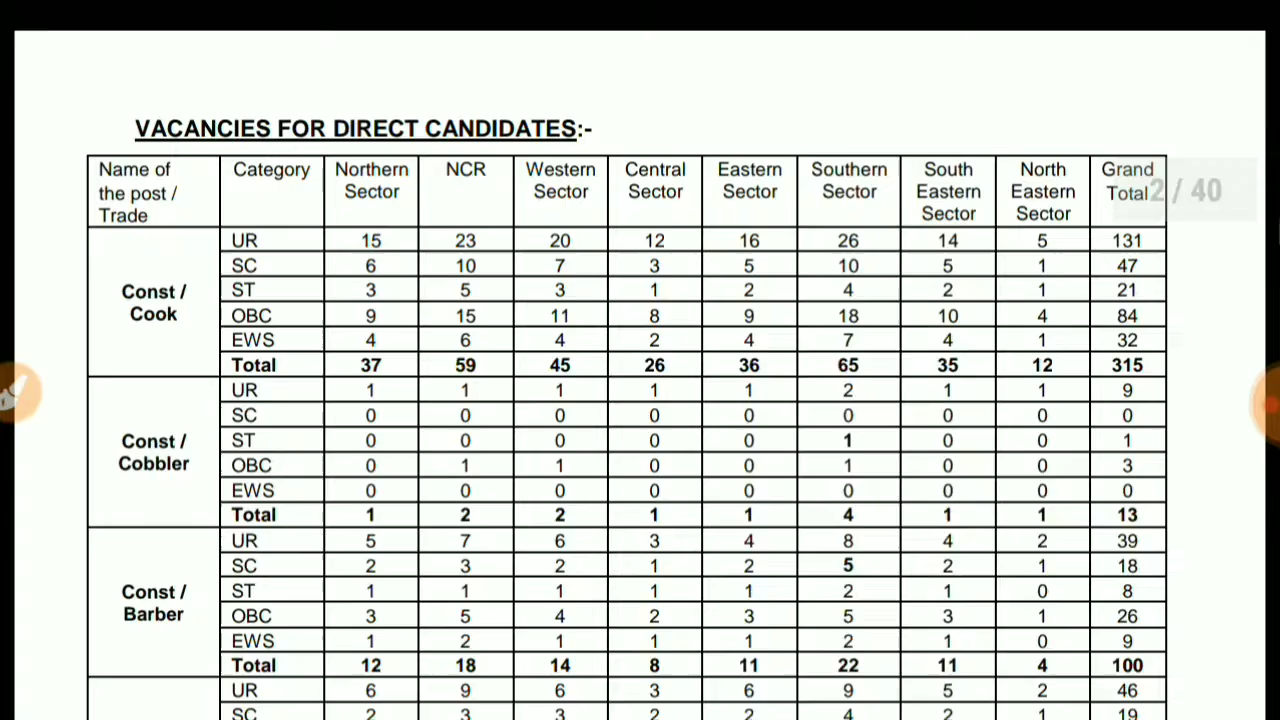 VACANCIES FOR DIRECT CANDIDATES:-
Name of the post / Trade Category Northern Sector NCR Western Sector Central Sector Eastern Sector Southern Sector South Eastern Sector North Eastern Sector Grand Total
2 / 40
Const / Cook
UR 15 23 20 12 16 26 14 5 131
SC 6 10 7 3 5 10 5 1 47
ST 3 5 3 1 2 4 2 1 21
OBC 9 15 11 8 9 18 10 4 84
EWS 4 6 4 2 4 7 4 1 32
Total 37 59 45 26 36 65 35 12 315
Const / Cobbler
UR 1 1 1 1 1 2 1 1 9
SC 0 0 0 0 0 0 0 0 0
ST 0 0 0 0 0 1 0 0 1
OBC 0 1 1 0 0 1 0 0 3
EWS 0 0 0 0 0 0 0 0 0
Total 1 2 2 1 1 4 1 1 13
Const / Barber
UR 5 7 6 3 4 8 4 2 39
SC 2 3 2 1 2 5 2 1 18
ST 1 1 1 1 1 2 1 0 8
OBC 3 5 4 2 3 5 3 1 26
EWS 1 2 1 1 1 2 1 0 9
Total 12 18 14 8 11 22 11 4 100
UR 6 9 6 3 6 9 5 2 46
SC 2 3 3 2 2 4 2 1 19